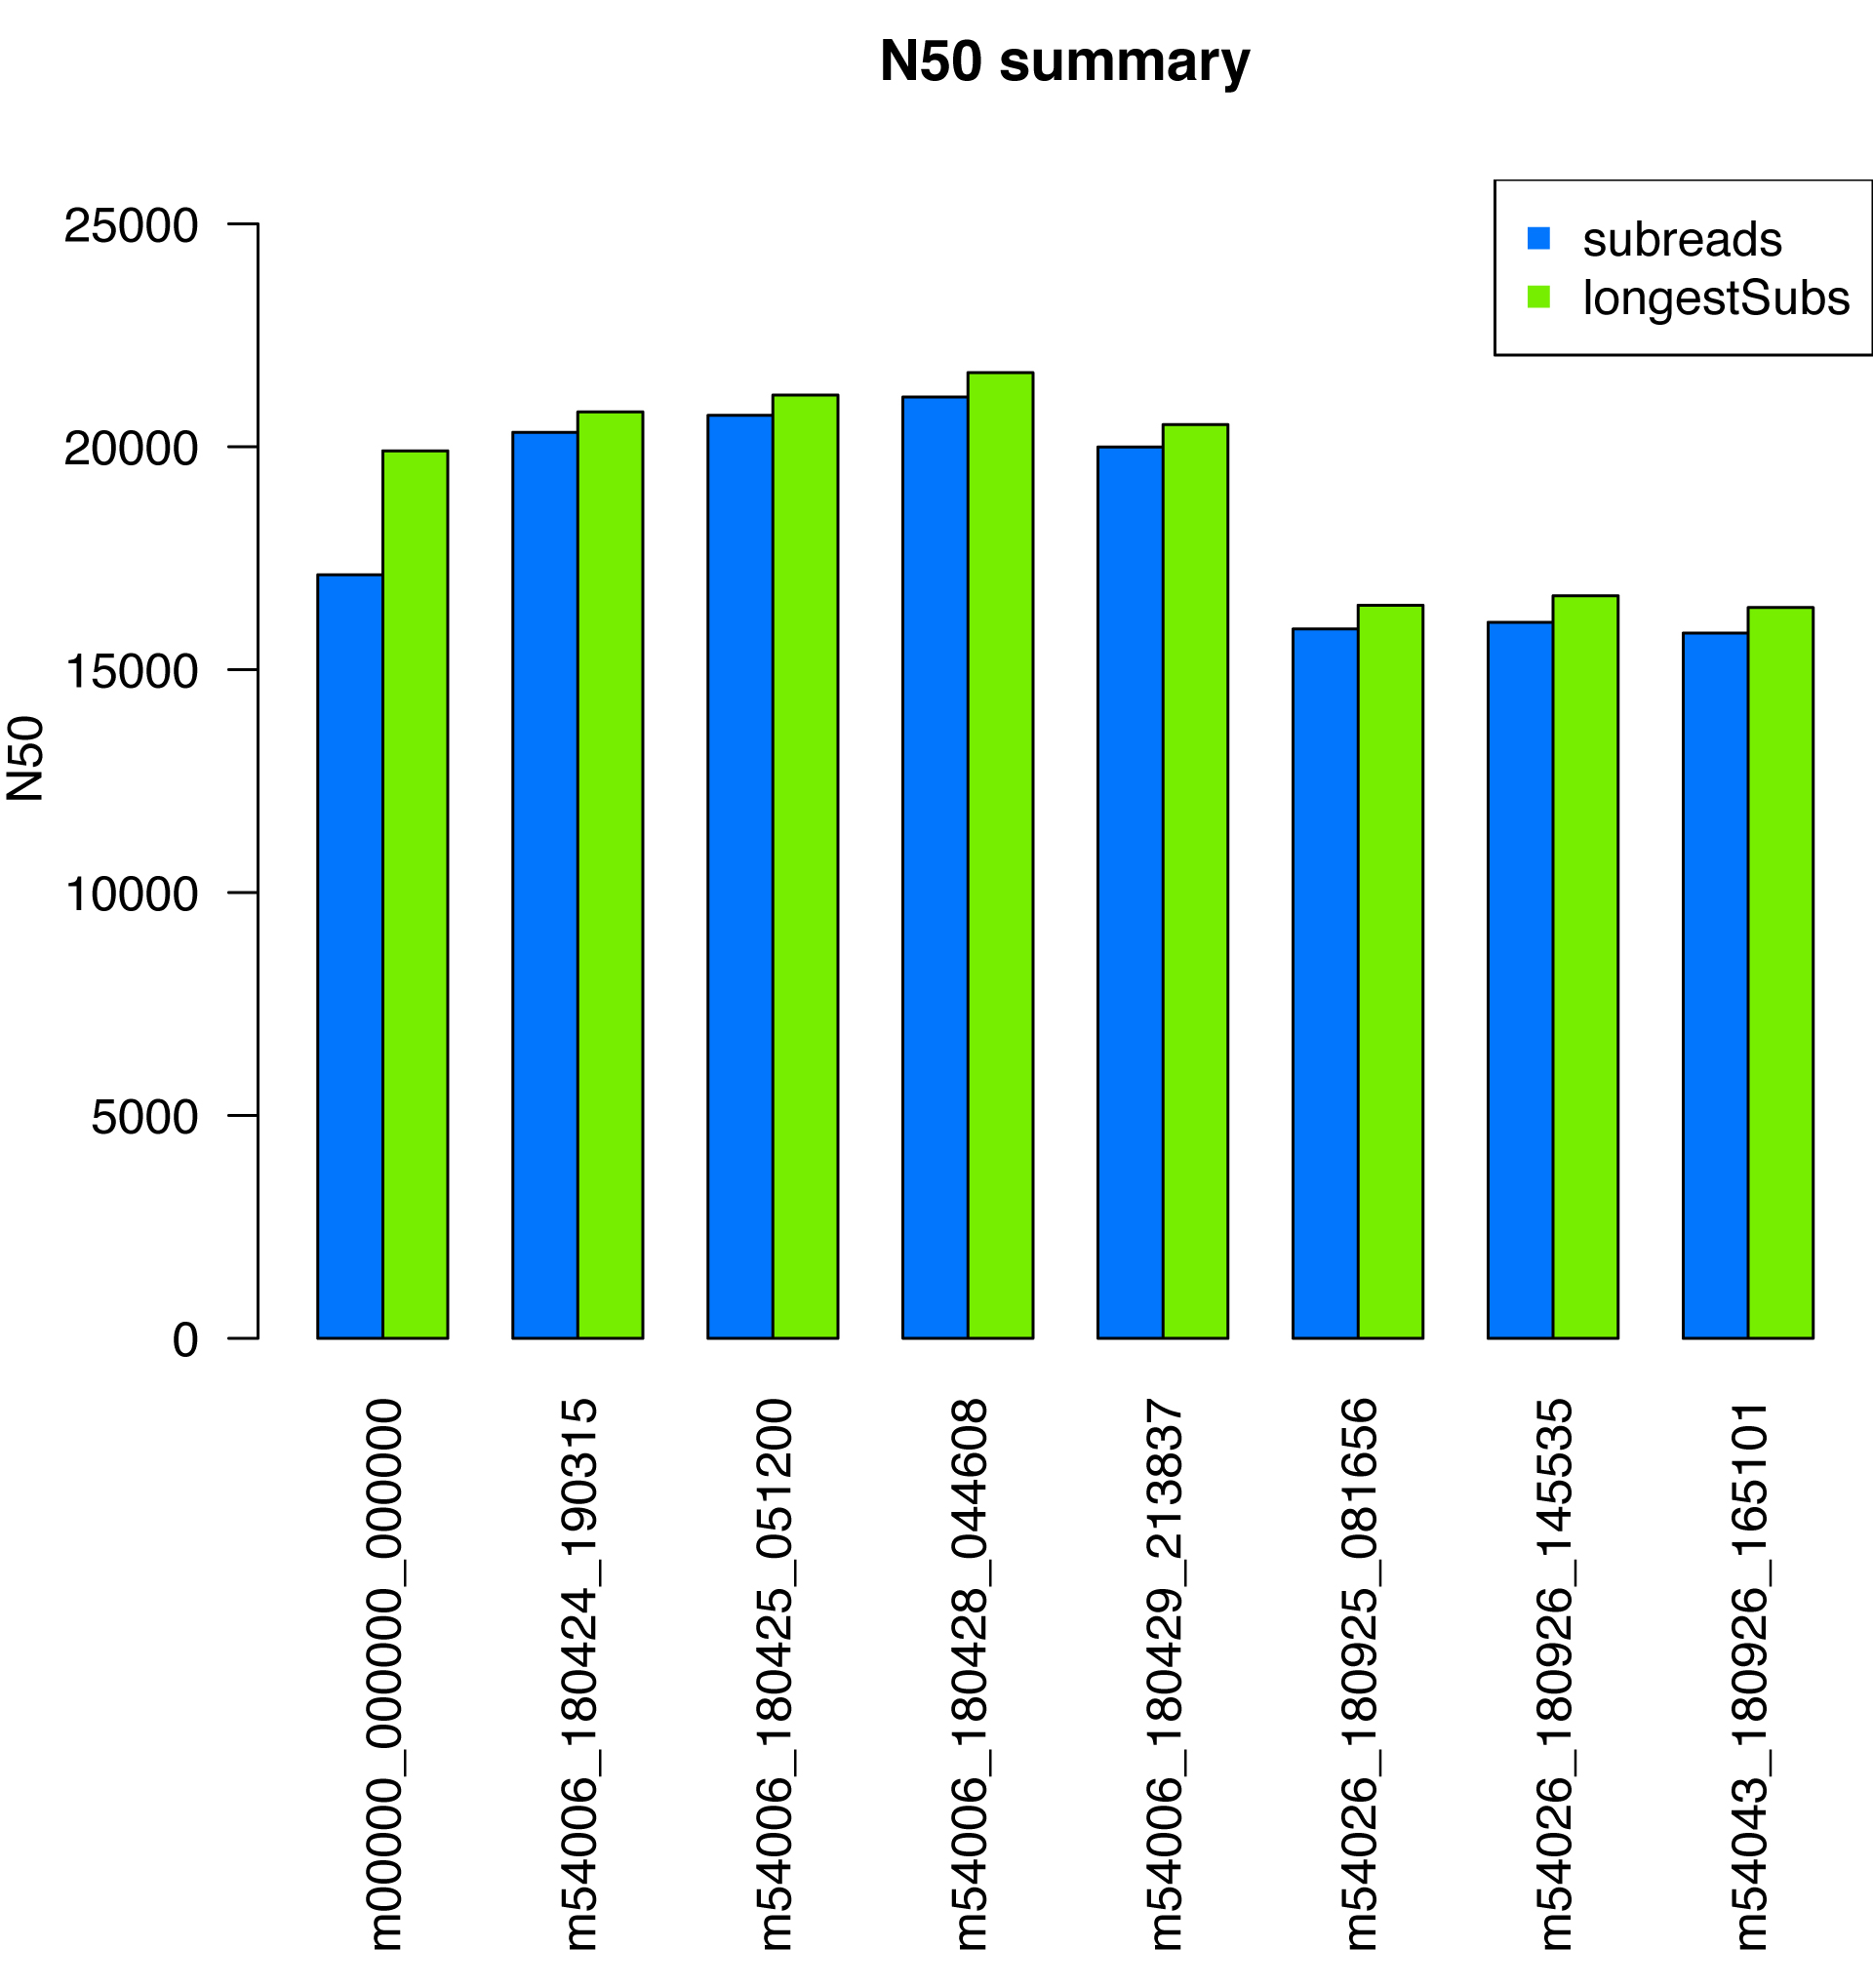 N50 summary
subreads
longestSubs
25000
20000
15000
10000
5000
0
N50
m00000_000000_000000
m54006_180424_190315
m54006_180425_051200
m54006_180428_044608
m54006_180429_213837
m54026_180925_081656
m54026_180926_145535
m54043_180926_165101